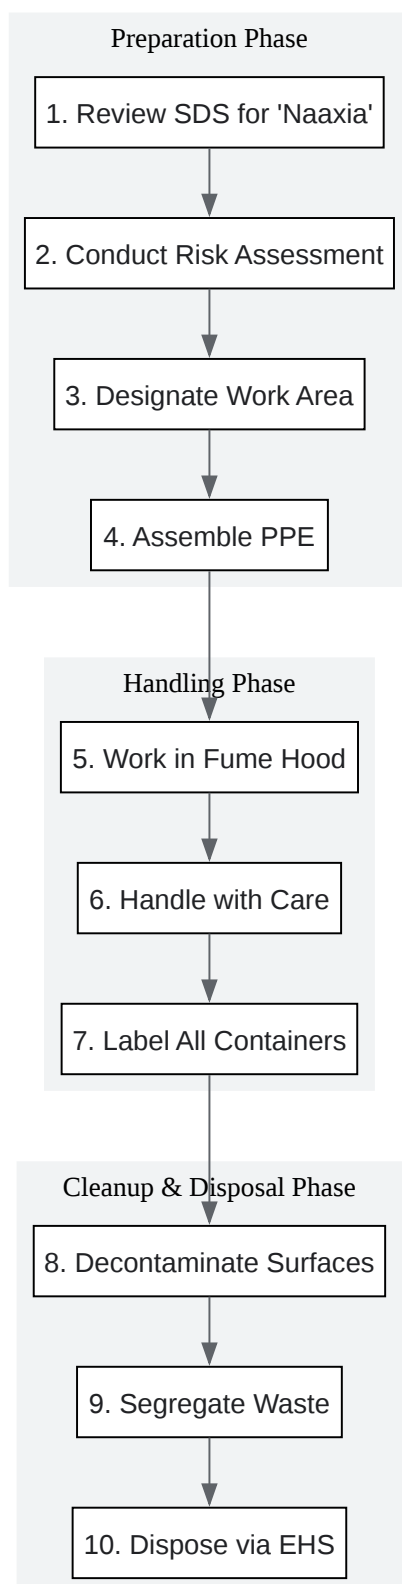 Preparation Phase
1. Review SDS for 'Naaxia'
2. Conduct Risk Assessment
3. Designate Work Area
4. Assemble PPE
Handling Phase
5. Work in Fume Hood
6. Handle with Care
7. Label All Containers
Cleanup & Disposal Phase
8. Decontaminate Surfaces
9. Segregate Waste
10. Dispose via EHS